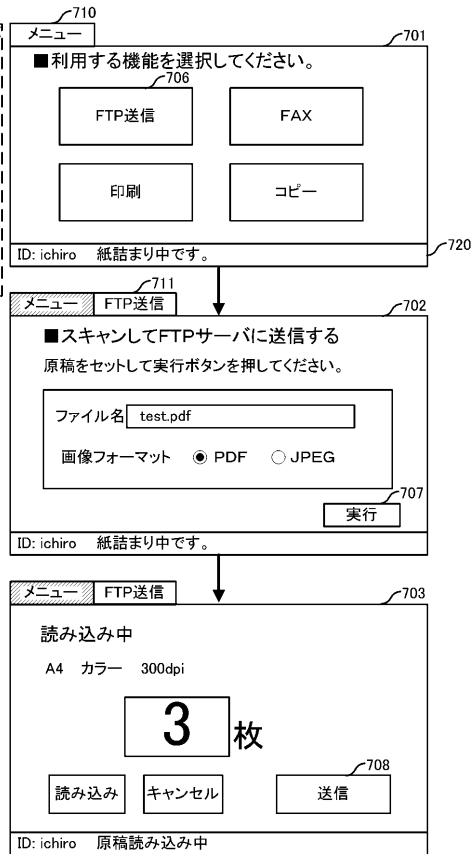 710
メニュー
701
■利用する機能を選択してください。
706
FTP送信 FAX
印刷 コピー
ID: ichiro 紙詰まり中です。
720
711
メニュー FTP送信
702
■スキャンしてFTPサーバに送信する
原稿をセットして実行ボタンを押してください。
ファイル名 test.pdf
画像フォーマット PDF JPEG
707
実行
ID: ichiro 紙詰まり中です。
メニュー FTP送信
703
読み込み中
A4 カラー 300dpi
3枚
708
読み込み キャンセル 送信
ID: ichiro 原稿読み込み中